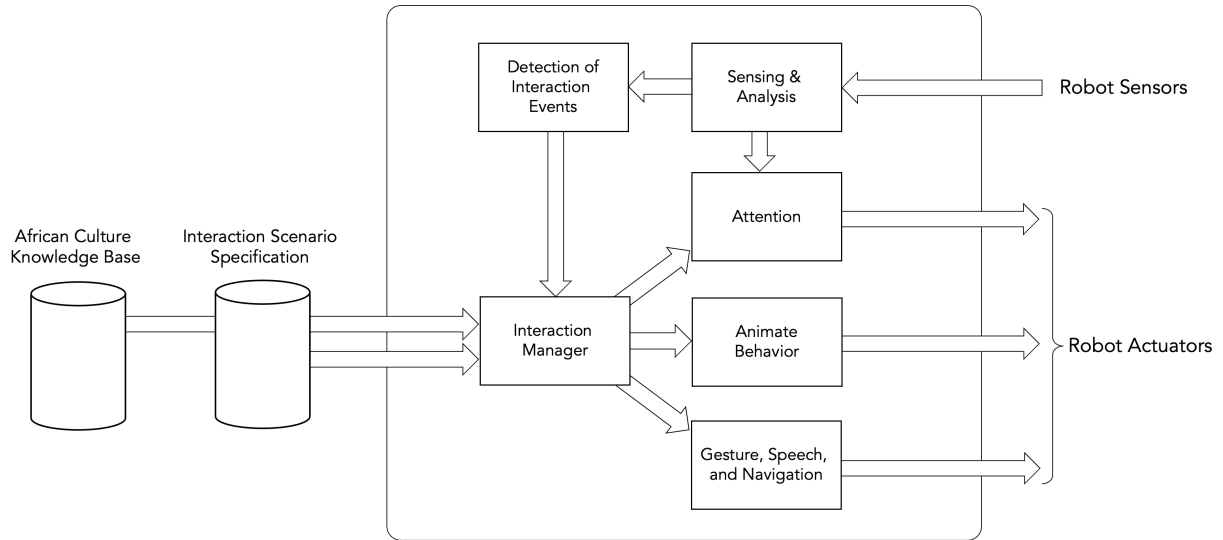 Detection of
Interaction
Events
Sensing &
Analysis
Robot Sensors
Attention
African Culture
Knowledge Base
Interaction Scenario
Specification
Interaction
Manager
Animate
Behavior
Robot Actuators
Gesture, Speech,
and Navigation